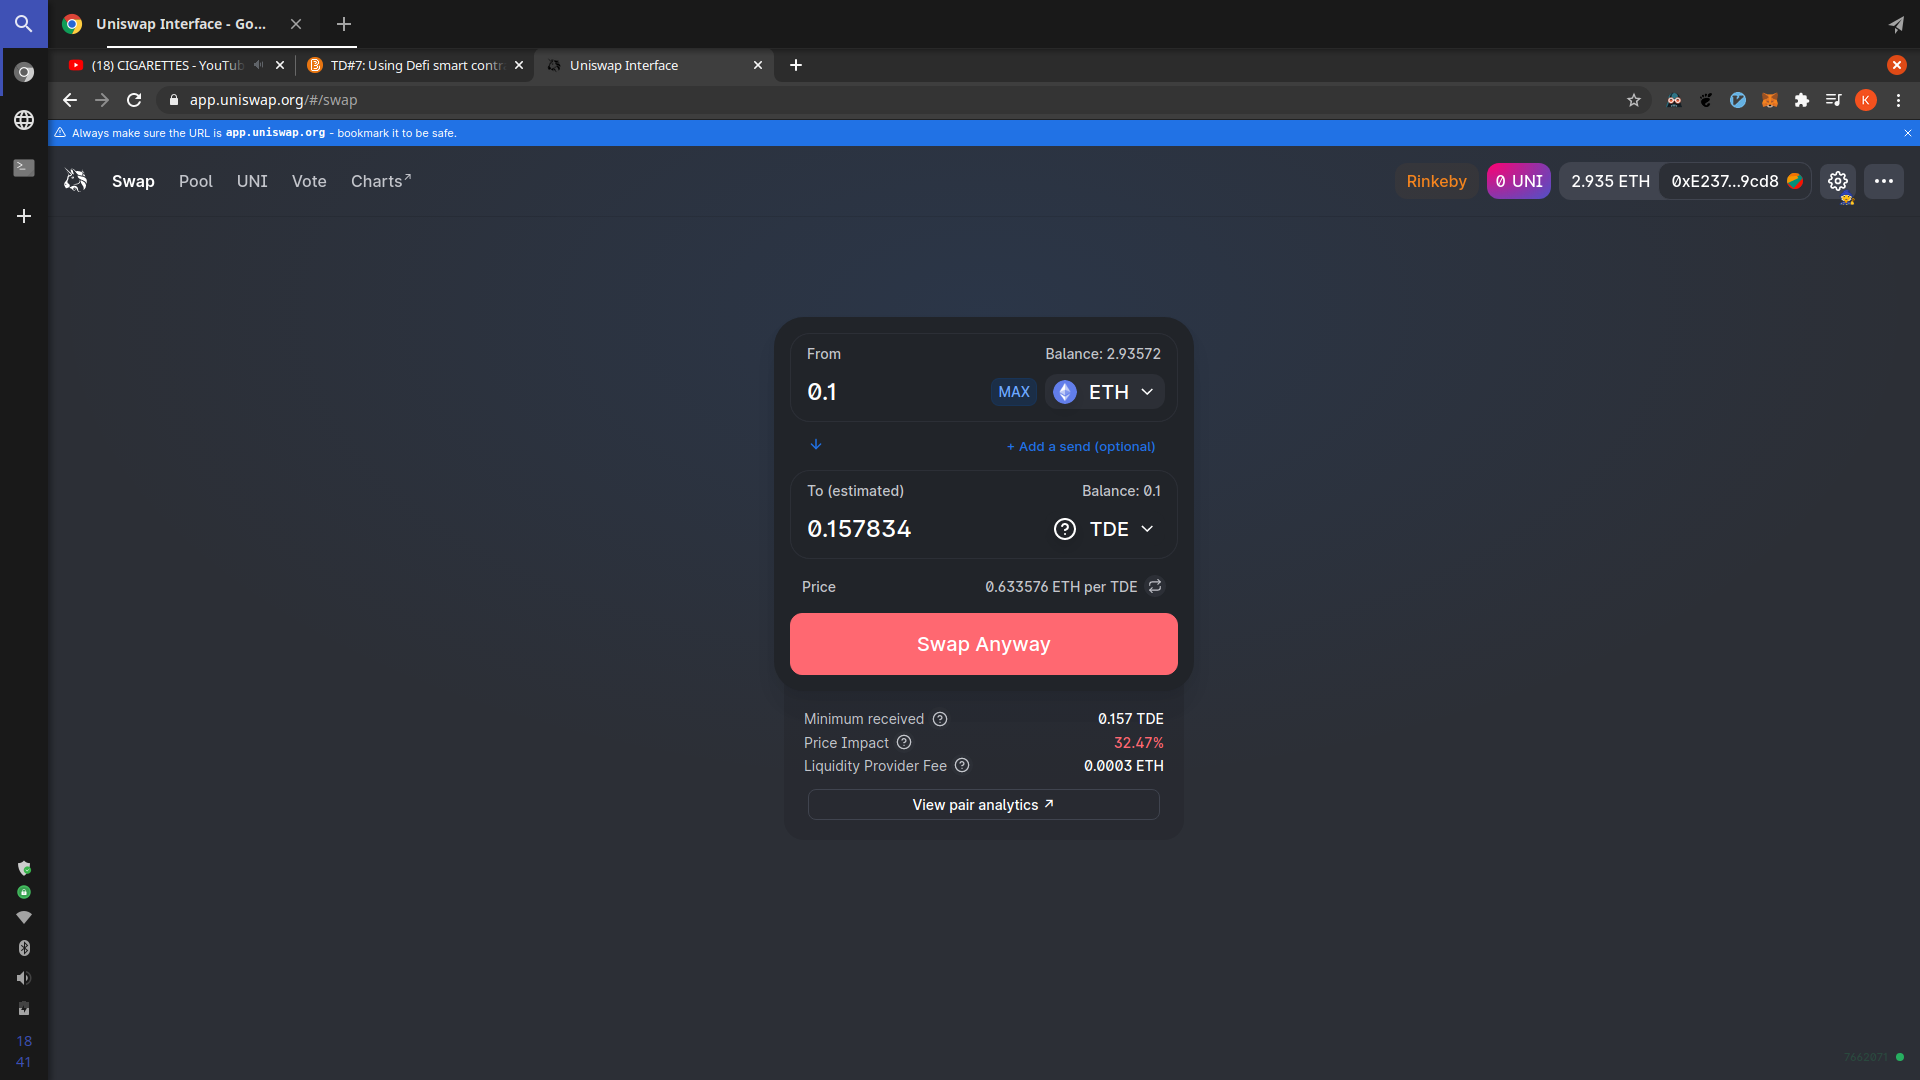 Uniswap Interface - Go...
(18) CIGARETTES - YouTub
TD#7: Using Defi smart contr
Uniswap Interface
app.uniswap.org/#/swap
K
Always make sure the URL is app.uniswap.org - bookmark it to be safe.
Swap
Pool
UNI
Vote
Charts↗
Rinkeby
0 UNI
2.935 ETH
0xE237...9cd8
From
Balance: 2.93572
0.1
MAX
ETH
+ Add a send (optional)
To (estimated)
Balance: 0.1
0.157834
TDE
Price
0.633576 ETH per TDE
Swap Anyway
Minimum received
0.157 TDE
Price Impact
32.47%
Liquidity Provider Fee
0.0003 ETH
View pair analytics ↗
18
41
7662071